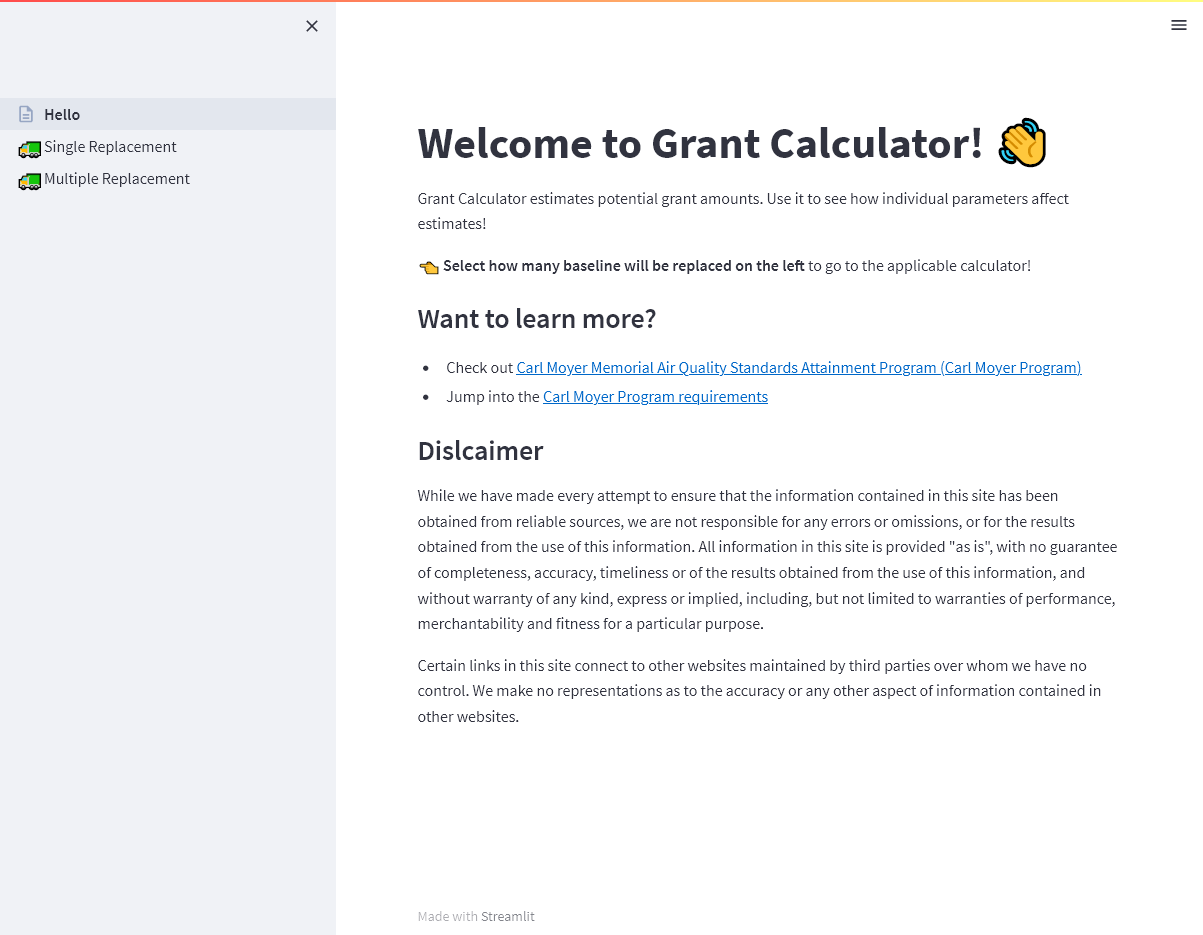 Hello
Single Replacement
Multiple Replacement
Welcome to Grant Calculator!
Grant Calculator estimates potential grant amounts. Use it to see how individual parameters affect
estimates!
Select how many baseline will be replaced on the left to go to the applicable calculator!
Want to learn more?
• Check out Carl Moyer Memorial Air Quality Standards Attainment Program (Carl Moyer Program)
• Jump into the Carl Moyer Program requirements
Dislcaimer
While we have made every attempt to ensure that the information contained in this site has been
obtained from reliable sources, we are not responsible for any errors or omissions, or for the results
obtained from the use of this information. All information in this site is provided "as is", with no guarantee
of completeness, accuracy, timeliness or of the results obtained from the use of this information, and
without warranty of any kind, express or implied, including, but not limited to warranties of performance,
merchantability and fitness for a particular purpose.
Certain links in this site connect to other websites maintained by third parties over whom we have no
control. We make no representations as to the accuracy or any other aspect of information contained in
other websites.
Made with Streamlit